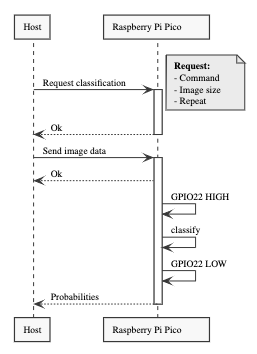 Host
Raspberry Pi Pico
Request:
- Command
- Image size
- Repeat
Request classification
Ok
Send image data
Ok
GPIO22 HIGH
classify
GPIO22 LOW
Probabilities
Host
Raspberry Pi Pico